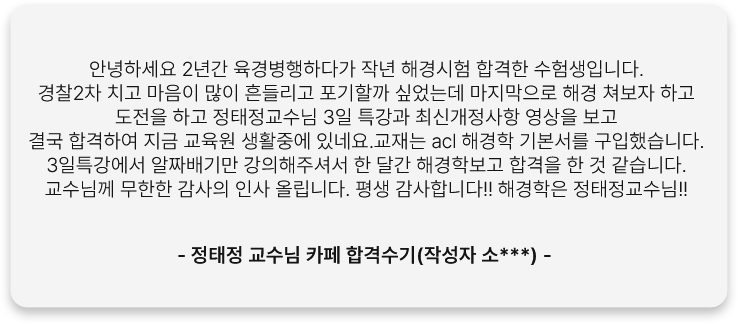 안녕하세요 2년간 육경병행하다가 작년 해경시험 합격한 수험생입니다.
경찰2차 치고 마음이 많이 흔들리고 포기할까 싶었는데 마지막으로 해경 쳐보자 하고
도전을 하고 정태정교수님 3일 특강과 최신개정사항 영상을 보고
결국 합격하여 지금 교육원 생활중에 있네요.교재는 acl 해경학 기본서를 구입했습니다.
3일특강에서 알짜배기만 강의해주셔서 한 달간 해경학보고 합격을 한 것 같습니다.
교수님께 무한한 감사의 인사 올립니다. 평생 감사합니다!! 해경학은 정태정교수님!!
- 정태정 교수님 카페 합격수기(작성자 소***) -